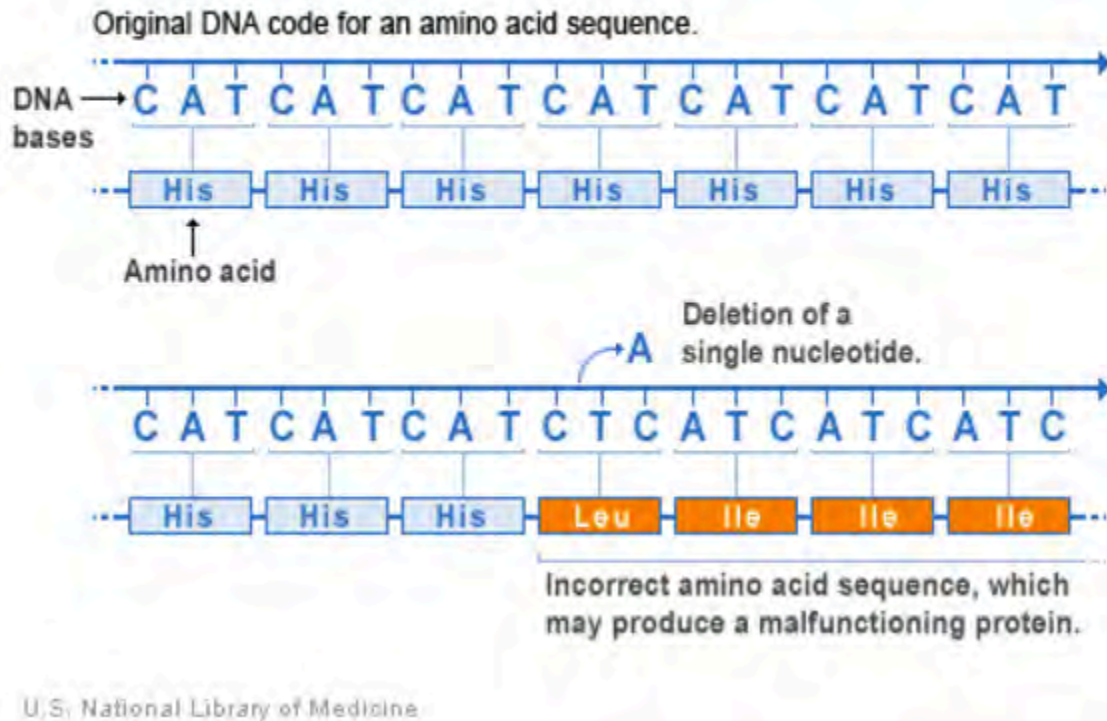 Original DNA code for an amino acid sequence.
DNA bases
C A T C A T C A T C A T C A T C A T C A T
His His His His His His His
Amino acid
A
Deletion of a
single nucleotide.
C A T C A T C A T C T C A T C A T C A T C
His His His Leu Ile Ile Ile
Incorrect amino acid sequence, which
may produce a malfunctioning protein.
U.S. National Library of Medicine